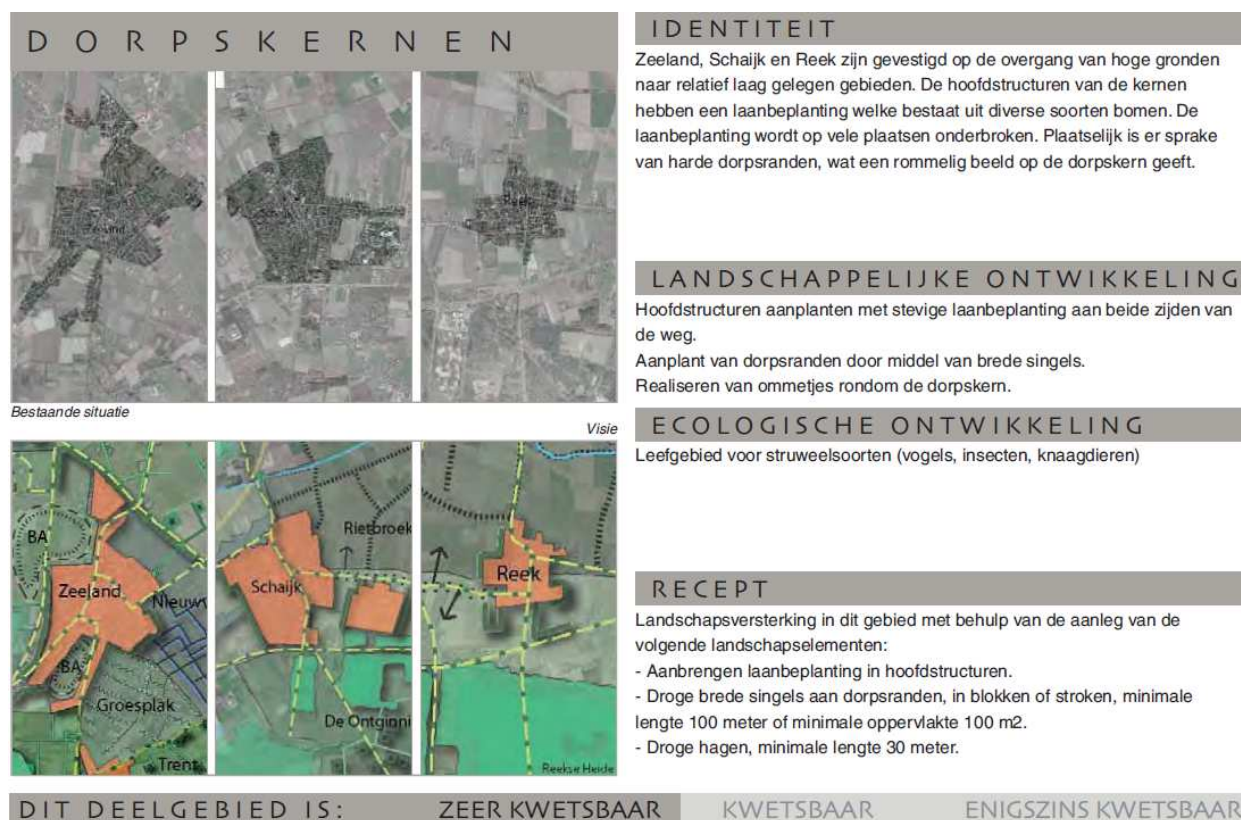 DORPSKERNEN
Bestaande situatie
Visie
BA
Zeeland
BA
Groesplak
Trent
Rietbroek
Schaijk
De Ontginni
Reek
Reekse Heide
IDENTITEIT
Zeeland, Schaijk en Reek zijn gevestigd op de overgang van hoge gronden
naar relatief laag gelegen gebieden. De hoofdstructuren van de kernen
hebben een laanbeplanting welke bestaat uit diverse soorten bomen. De
laanbeplanting wordt op vele plaatsen onderbroken. Plaatselijk is er sprake
van harde dorpsranden, wat een rommelig beeld op de dorpskern geeft.
LANDSCHAPPELIJKE ONTWIKKELING
Hoofdstructuren aanplanten met stevige laanbeplanting aan beide zijden van
de weg.
Aanplant van dorpsranden door middel van brede singels.
Realiseren van ommetjes rondom de dorpskern.
ECOLOGISCHE ONTWIKKELING
Leefgebied voor struweelsoorten (vogels, insecten, knaagdieren)
RECEPT
Landschapsversterking in dit gebied met behulp van de aanleg van de
volgende landschapselementen:
- Aanbrengen laanbeplanting in hoofdstructuren.
- Droge brede singels aan dorpsranden, in blokken of stroken, minimale
lengte 100 meter of minimale oppervlakte 100 m2.
- Droge hagen, minimale lengte 30 meter.
DIT DEELGEBIED IS: ZEER KWETSBAAR KWETSBAAR ENIGSZINS KWETSBAAR